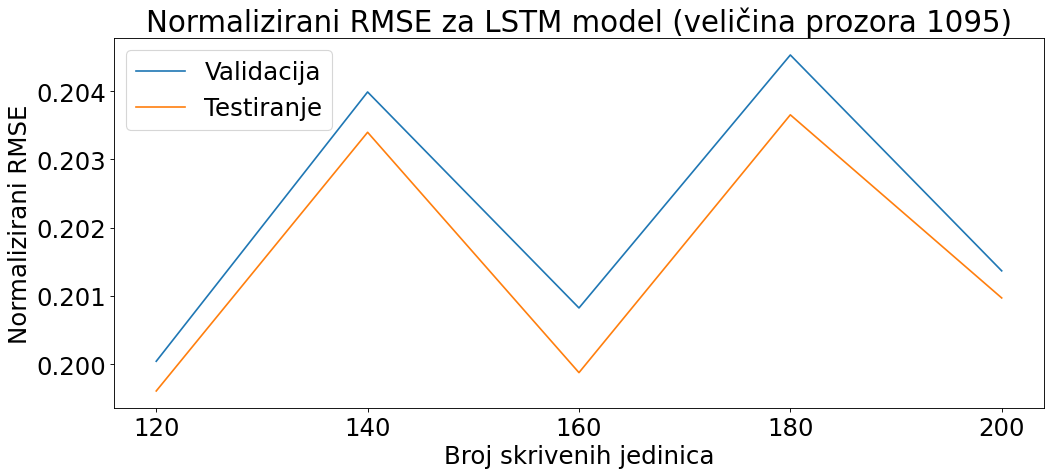 Normalizirani RMSE za LSTM model (veličina prozora 1095)
Validacija
Testiranje
Normalizirani RMSE
0.204
0.203
0.202
0.201
0.200
120 140 160 180 200
Broj skrivenih jedinica